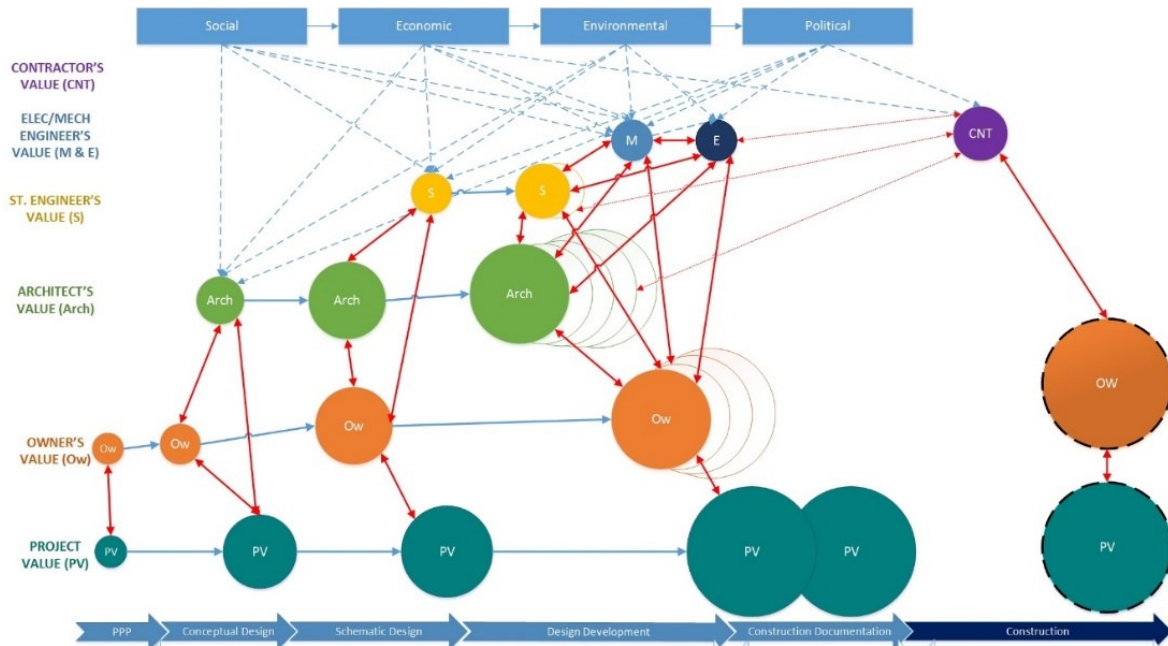 Social
Economic
Environmental
Political
CONTRACTOR'S
VALUE (CNT)
ELEC/MECH
ENGINEER'S
VALUE (M & E)
M
E
CNT
ST. ENGINEER'S
VALUE (S)
S
S
ARCHITECT'S
VALUE (Arch)
Arch
Arch
Arch
OWNER'S
VALUE (Ow)
Ow
Ow
Ow
Ow
OW
PROJECT
VALUE (PV)
PV
PV
PV
PV
PV
PV
PPP
Conceptual Design
Schematic Design
Design Development
Construction Documentation
Construction